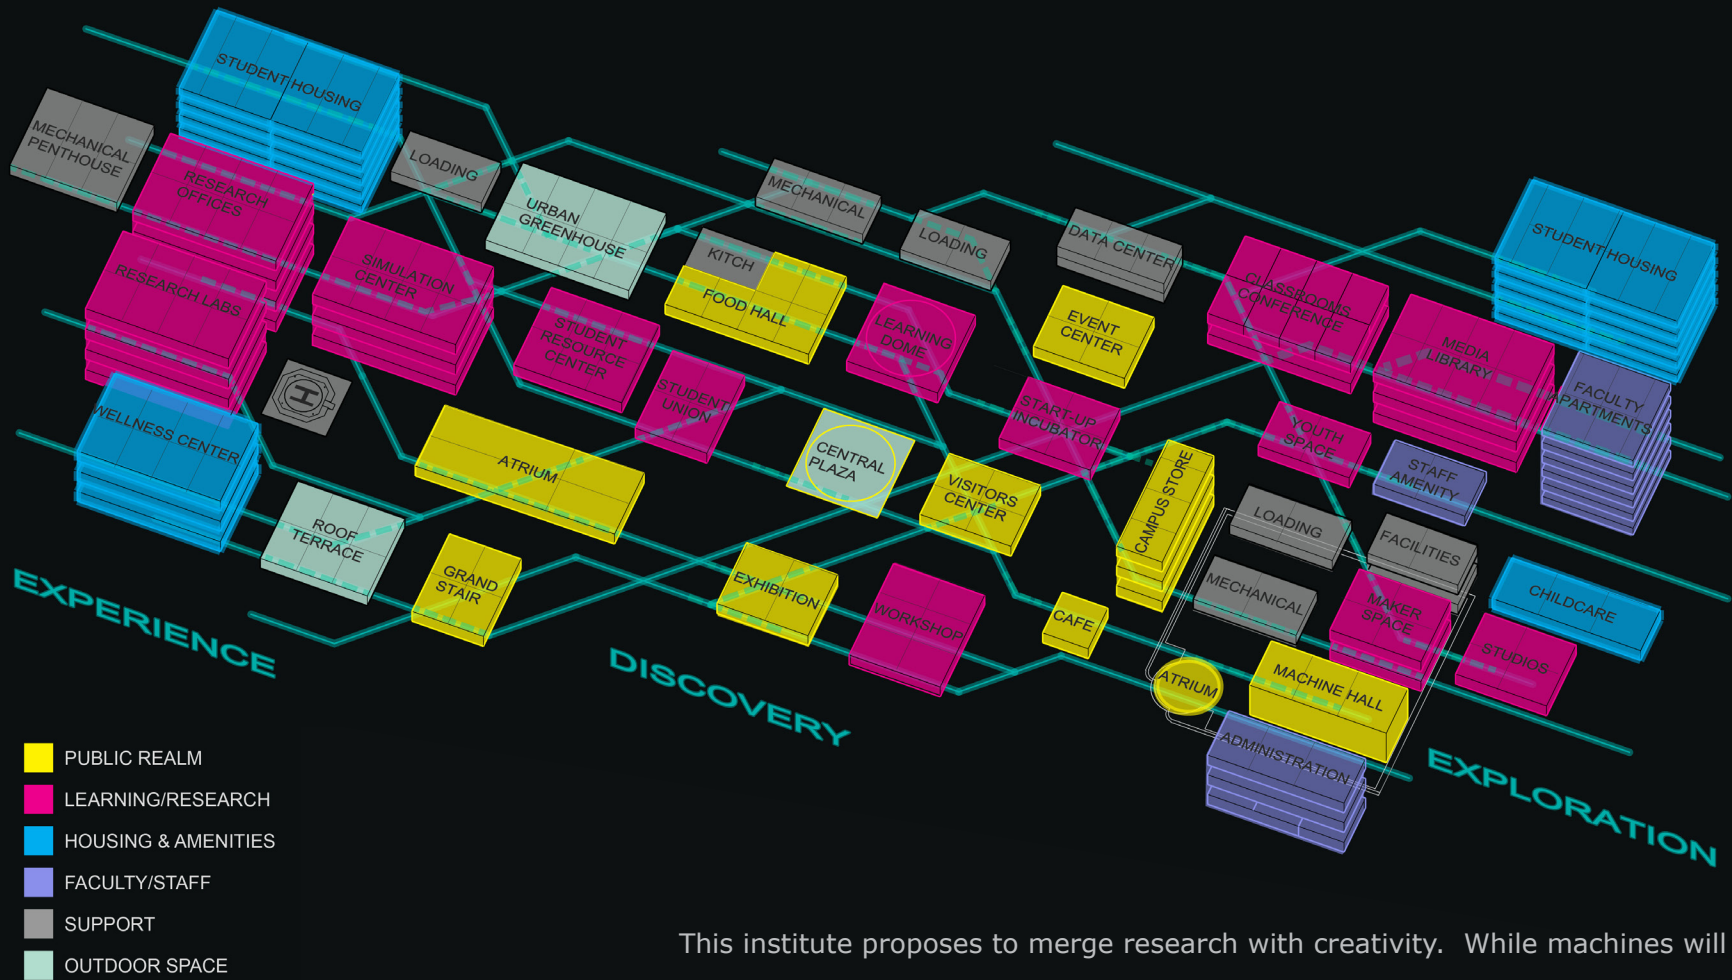 STUDENT HOUSING
MECHANICAL
PENTHOUSE
RESEARCH
OFFICES
LOADING
URBAN
GREENHOUSE
MECHANICAL
LOADING
DATA CENTER
STUDENT HOUSING
RESEARCH LABS
SIMULATION
CENTER
KITCH
FOOD HALL
STUDENT
RESOURCE
CENTER
LEARNING
DOME
EVENT
CENTER
CLASSROOMS
CONFERENCE
MEDIA
LIBRARY
FACULTY
APARTMENTS
H
STUDENT
UNION
START-UP
INCUBATOR
YOUTH
SPACE
STAFF
AMENITY
WELLNESS CENTER
ATRIUM
CENTRAL
PLAZA
VISITORS
CENTER
CAMPUS STORE
LOADING
FACILITIES
ROOF
TERRACE
GRAND
STAIR
EXHIBITION
WORKSHOP
CAFE
MECHANICAL
MAKER
SPACE
CHILDCARE
STUDIOS
ATRIUM
MACHINE HALL
ADMINISTRATION
EXPERIENCE
DISCOVERY
EXPLORATION
PUBLIC REALM
LEARNING/RESEARCH
HOUSING & AMENITIES
FACULTY/STAFF
SUPPORT
OUTDOOR SPACE
This institute proposes to merge research with creativity.  While machines will